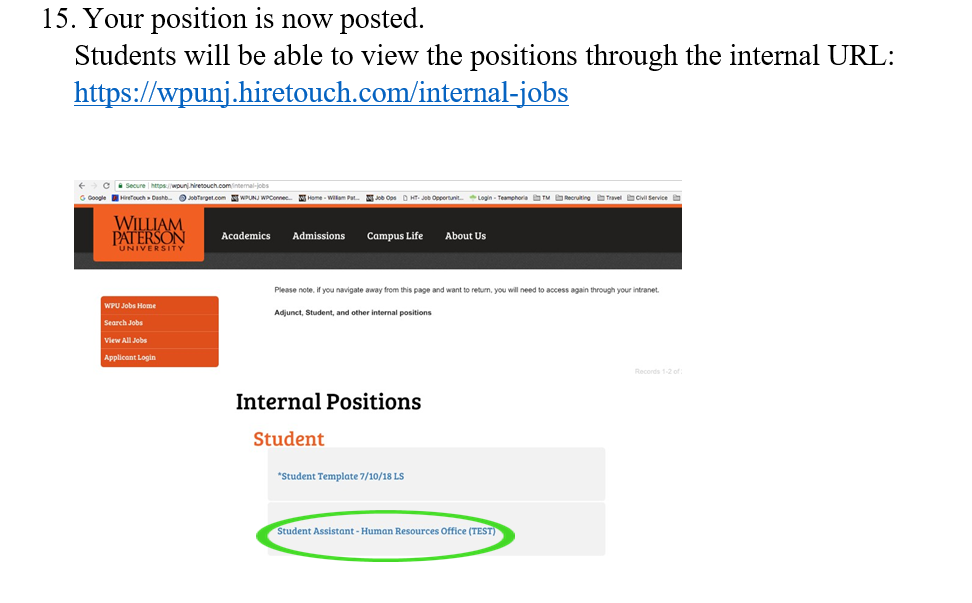 15. Your position is now posted.
Students will be able to view the positions through the internal URL:
https://wpunj.hiretouch.com/internal-jobs
Secure https://wpunj.hiretouch.com/internal-jobs
Google HireTouch » Dashb... JobTarget.com WPUNJ WPConnec... Home - William Pat... Job Ops HT- Job Opportunit... Login - Teamphoria TM Recruiting Travel Civil Service
WILLIAM
PATERSON
UNIVERSITY
Academics Admissions Campus Life About Us
Please note, if you navigate away from this page and want to return, you will need to access again through your intranet.
Adjunct, Student, and other internal positions
WPU Jobs Home
Search Jobs
View All Jobs
Applicant Login
Records 1-2 of
Internal Positions
Student
*Student Template 7/10/18 LS
Student Assistant - Human Resources Office (TEST)